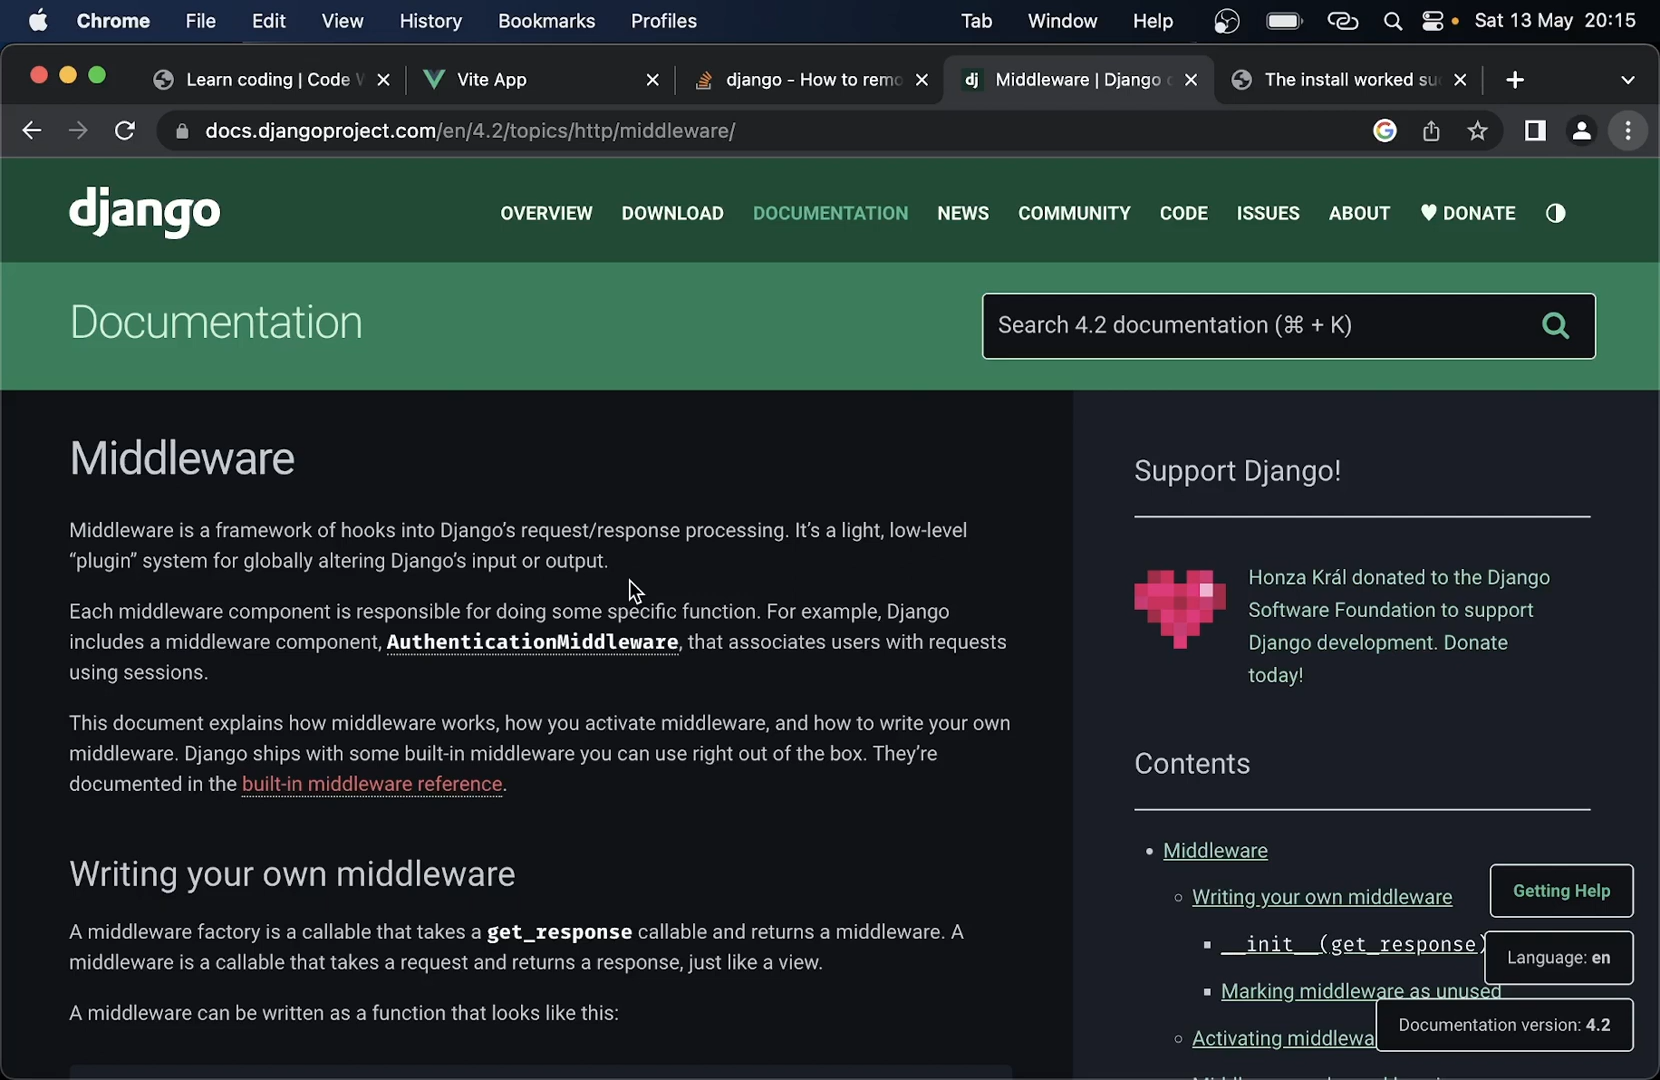 Chrome File Edit View History Bookmarks Profiles Tab Window Help Sat 13 May 20:15
Learn coding | Code Vite App django - How to remo Middleware | Django The install worked su
docs.djangoproject.com/en/4.2/topics/http/middleware/
django OVERVIEW DOWNLOAD DOCUMENTATION NEWS COMMUNITY CODE ISSUES ABOUT ♥ DONATE
Documentation
Search 4.2 documentation (⌘ + K)
Middleware
Middleware is a framework of hooks into Django’s request/response processing. It’s a light, low-level
“plugin” system for globally altering Django’s input or output.
Each middleware component is responsible for doing some specific function. For example, Django
includes a middleware component, AuthenticationMiddleware, that associates users with requests
using sessions.
This document explains how middleware works, how you activate middleware, and how to write your own
middleware. Django ships with some built-in middleware you can use right out of the box. They’re
documented in the built-in middleware reference.
Writing your own middleware
A middleware factory is a callable that takes a get_response callable and returns a middleware. A
middleware is a callable that takes a request and returns a response, just like a view.
A middleware can be written as a function that looks like this:
Support Django!
Honza Král donated to the Django
Software Foundation to support
Django development. Donate
today!
Contents
Middleware
Writing your own middleware
__init__(get_response)
Marking middleware as unused
Activating middlewa
Getting Help
Language: en
Documentation version: 4.2